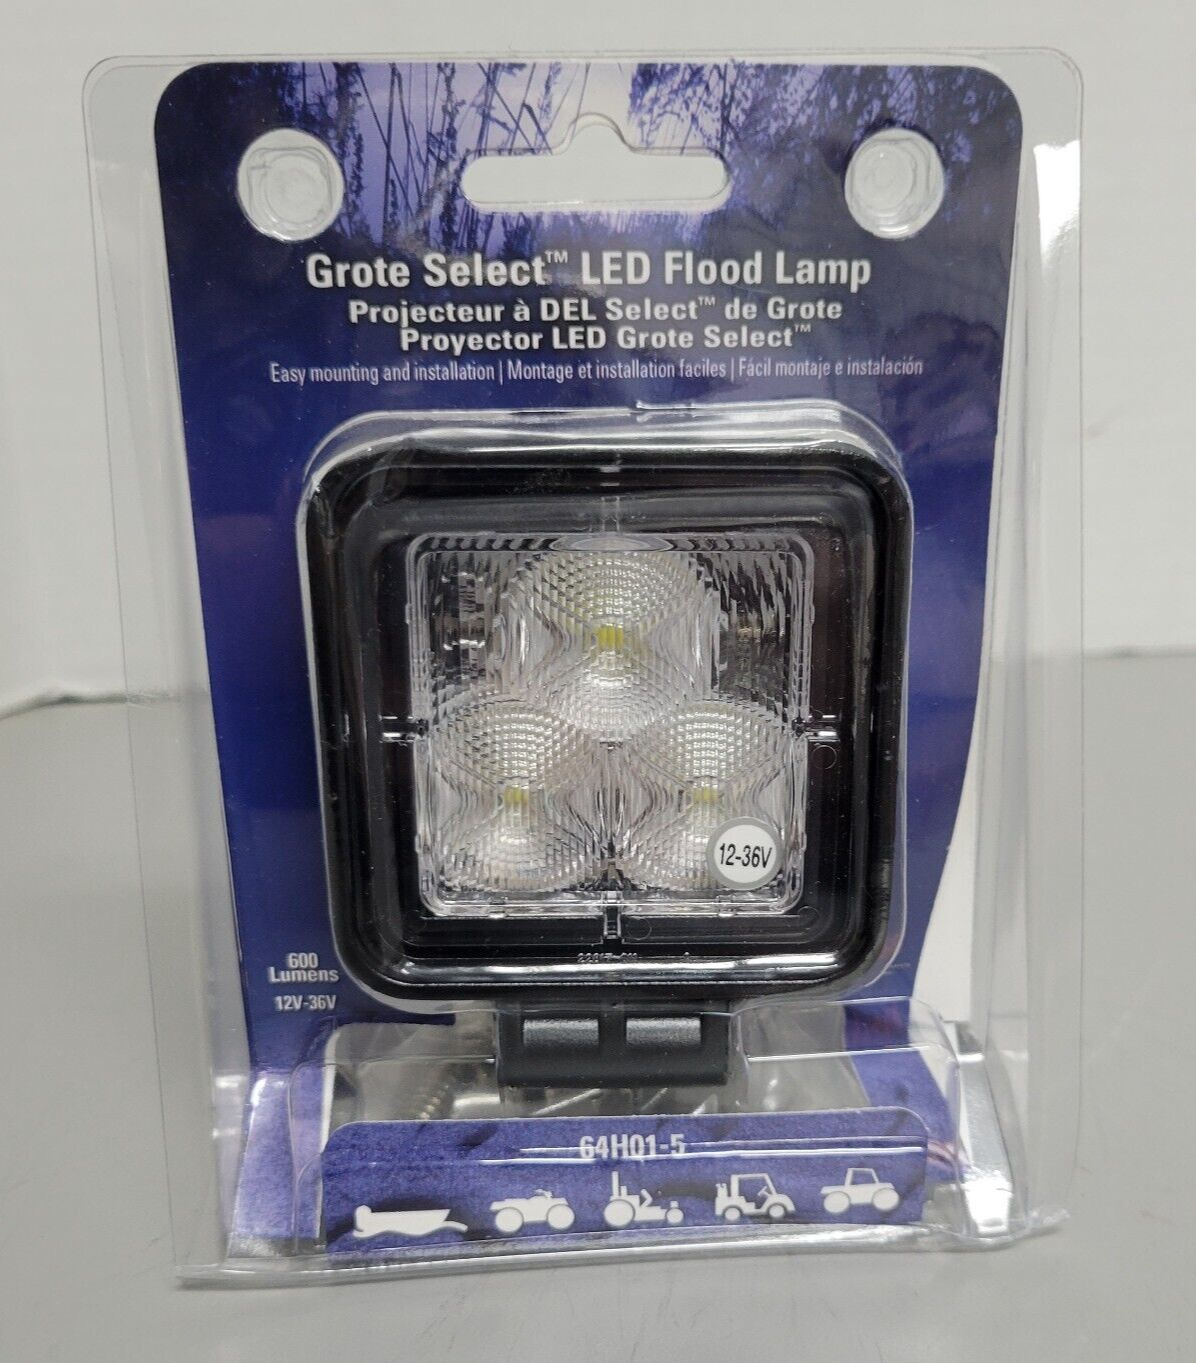 Grote Select™ LED Flood Lamp
Projecteur à DEL Select™ de Grote
Proyector LED Grote Select™
Easy mounting and installation | Montage et installation faciles | Fácil montaje e instalación
12-36V
600
Lumens
12V-36V
64H01-5